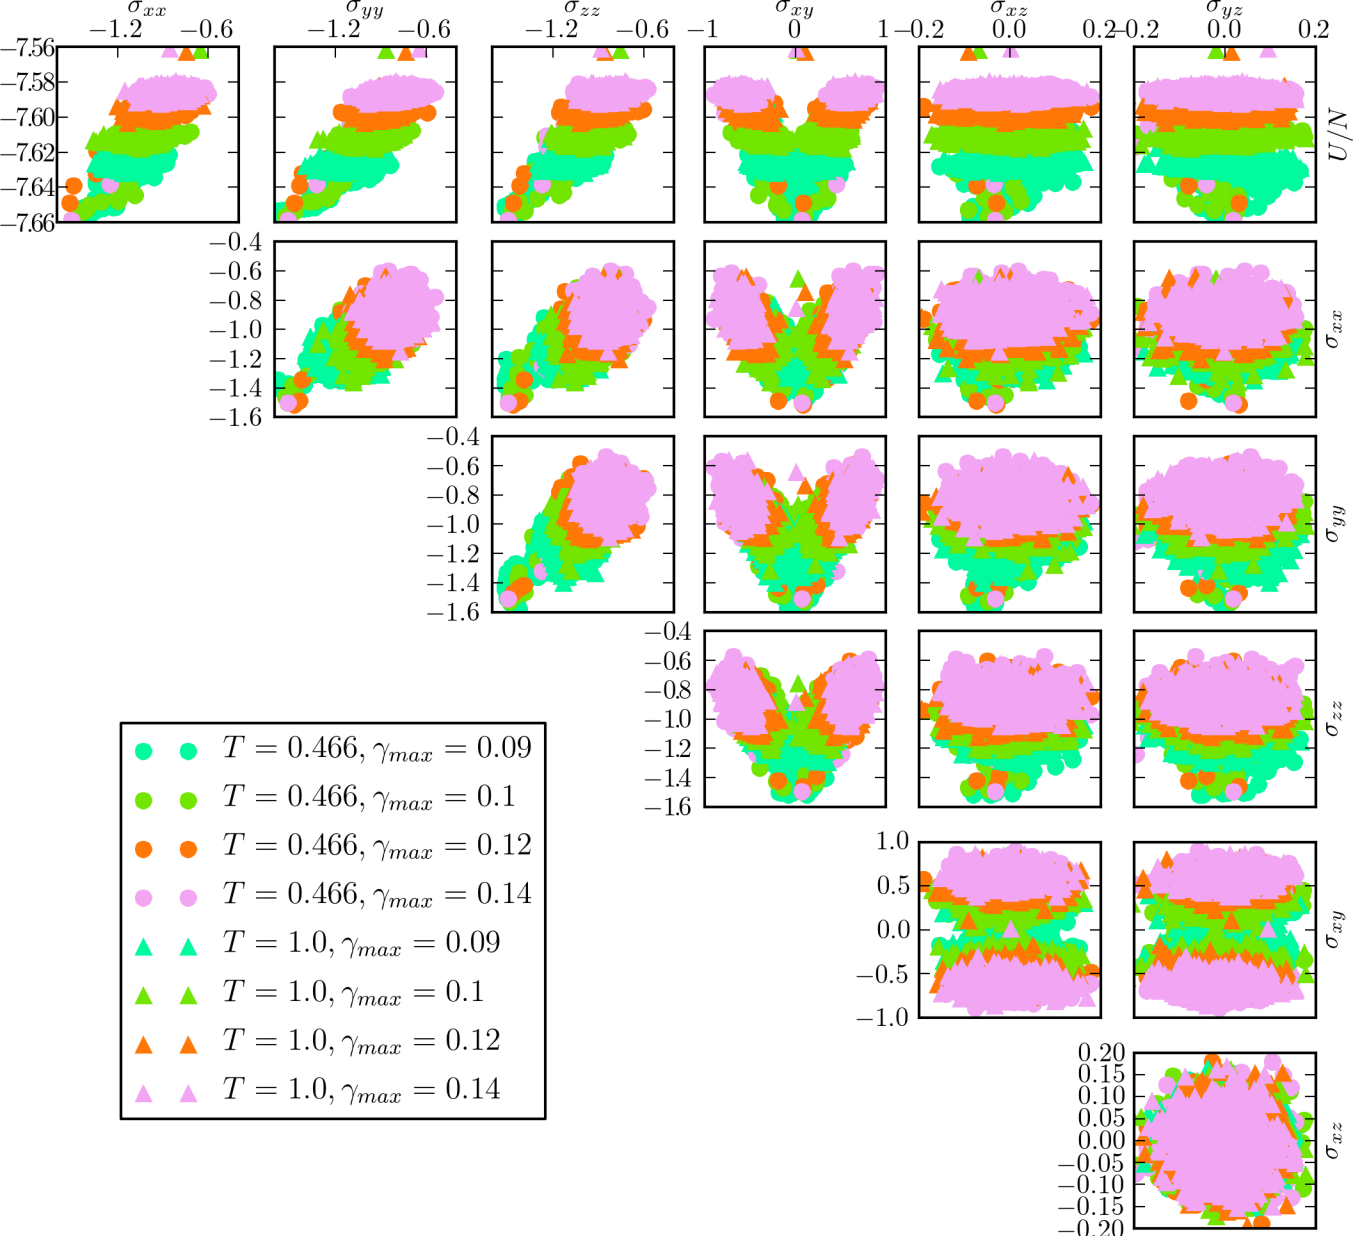 σxx σyy σzz σxy σxz σyz
−1.2 −0.6 −1.2 −0.6 −1.2 −0.6 −1 0 1 −0.2 0.0 −0.2 0.0 0.2
−7.56
−7.58
−7.60
−7.62
−7.64
−7.66
U/N
−0.4
−0.6
−0.8
−1.0
−1.2
−1.4
−1.6
σxx
−0.4
−0.6
−0.8
−1.0
−1.2
−1.4
−1.6
σyy
−0.4
−0.6
−0.8
−1.0
−1.2
−1.4
−1.6
σzz
T = 0.466, γmax = 0.09
T = 0.466, γmax = 0.1
T = 0.466, γmax = 0.12
T = 0.466, γmax = 0.14
T = 1.0, γmax = 0.09
T = 1.0, γmax = 0.1
T = 1.0, γmax = 0.12
T = 1.0, γmax = 0.14
1.0
0.5
0.0
−0.5
−1.0
σxy
0.20
0.15
0.10
0.05
0.00
−0.05
−0.10
−0.15
−0.20
σxz